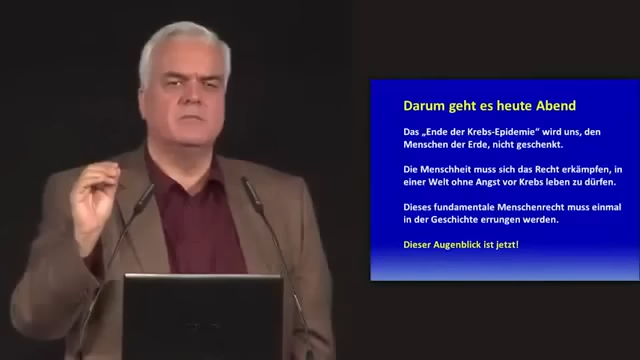 Darum geht es heute Abend
Das „Ende der Krebs-Epidemie“ wird uns, den
Menschen der Erde, nicht geschenkt.
Die Menschheit muss sich das Recht erkämpfen, in
einer Welt ohne Angst vor Krebs leben zu dürfen.
Dieses fundamentale Menschenrecht muss einmal
in der Geschichte errungen werden.
Dieser Augenblick ist jetzt!